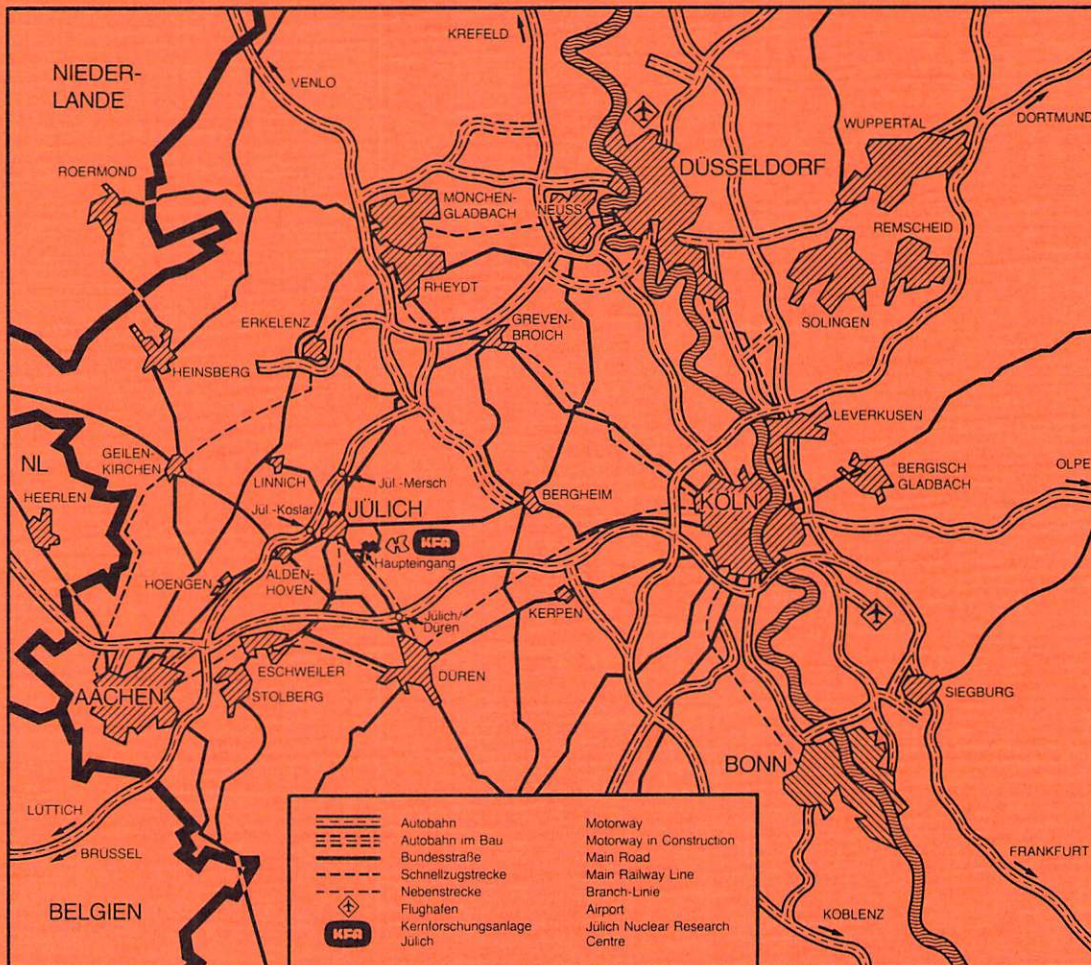 KREFELD
NIEDER-
LANDE
VENLO
DORTMUND
WUPPERTAL
DÜSSELDORF
ROERMOND
MÖNCHEN-
GLADBACH
NEUSS
REMSCHEID
RHEYDT
SOLINGEN
ERKELENZ
GREVEN-
BROICH
HEINSBERG
LEVERKUSEN
NL
GEILEN-
KIRCHEN
LINNICH
Jül.-Mersch
BERGISCH
GLADBACH
OLPE
HEERLEN
BERGHEIM
KÖLN
Jül.-Koslar
JÜLICH
KFA
Haupteingang
HOENGEN
ALDEN-
HOVEN
KERPEN
Jülich/
Düren
ESCHWEILER
DÜREN
AACHEN
STOLBERG
SIEGBURG
BONN
LÜTTICH
BRÜSSEL
FRANKFURT
BELGIEN
KOBLENZ
Autobahn Motorway
Autobahn im Bau Motorway in Construction
Bundesstraße Main Road
Schnellzugstrecke Main Railway Line
Nebenstrecke Branch-Linie
Flughafen Airport
KFA Kernforschungsanlage Jülich Nuclear Research
Jülich Centre